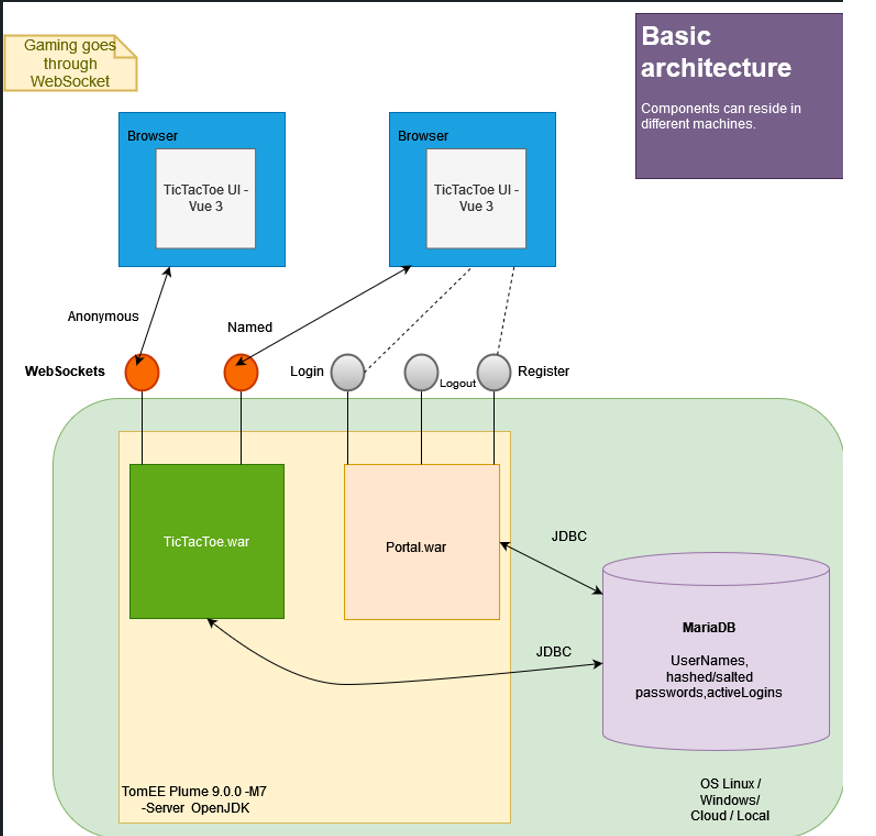 Gaming goes
through
WebSocket
Basic
architecture
Components can reside in
different machines.
Browser
TicTacToe UI -
Vue 3
Browser
TicTacToe UI -
Vue 3
Anonymous
Named
WebSockets
Login
Logout
Register
TicTacToe.war
Portal.war
JDBC
JDBC
MariaDB
UserNames,
hashed/salted
passwords,activeLogins
TomEE Plume 9.0.0 -M7
-Server OpenJDK
OS Linux /
Windows/
Cloud / Local